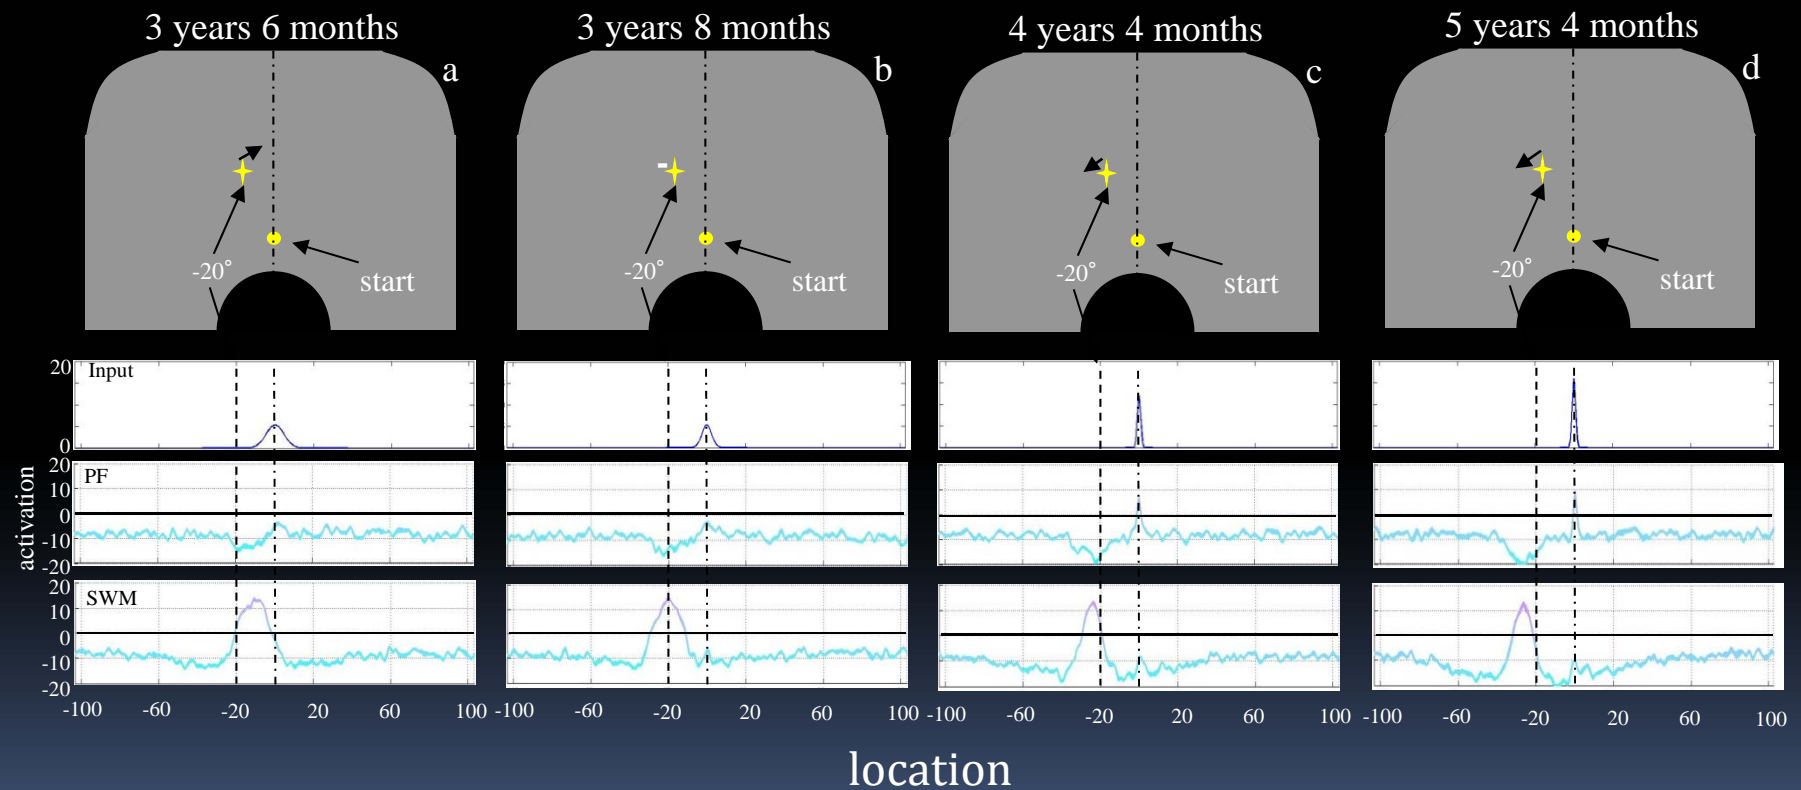 3 years 6 months
3 years 8 months
4 years 4 months
5 years 4 months
a
b
c
d
-20°
start
-20°
start
-20°
start
-20°
start
20
Input
0
20
PF
10
0
-10
-20
activation
20
SWM
10
0
-10
-20
-100 -60 -20 20 60 100
-100 -60 -20 20 60 100
-100 -60 -20 20 60 100
-100 -60 -20 20 60 100
location